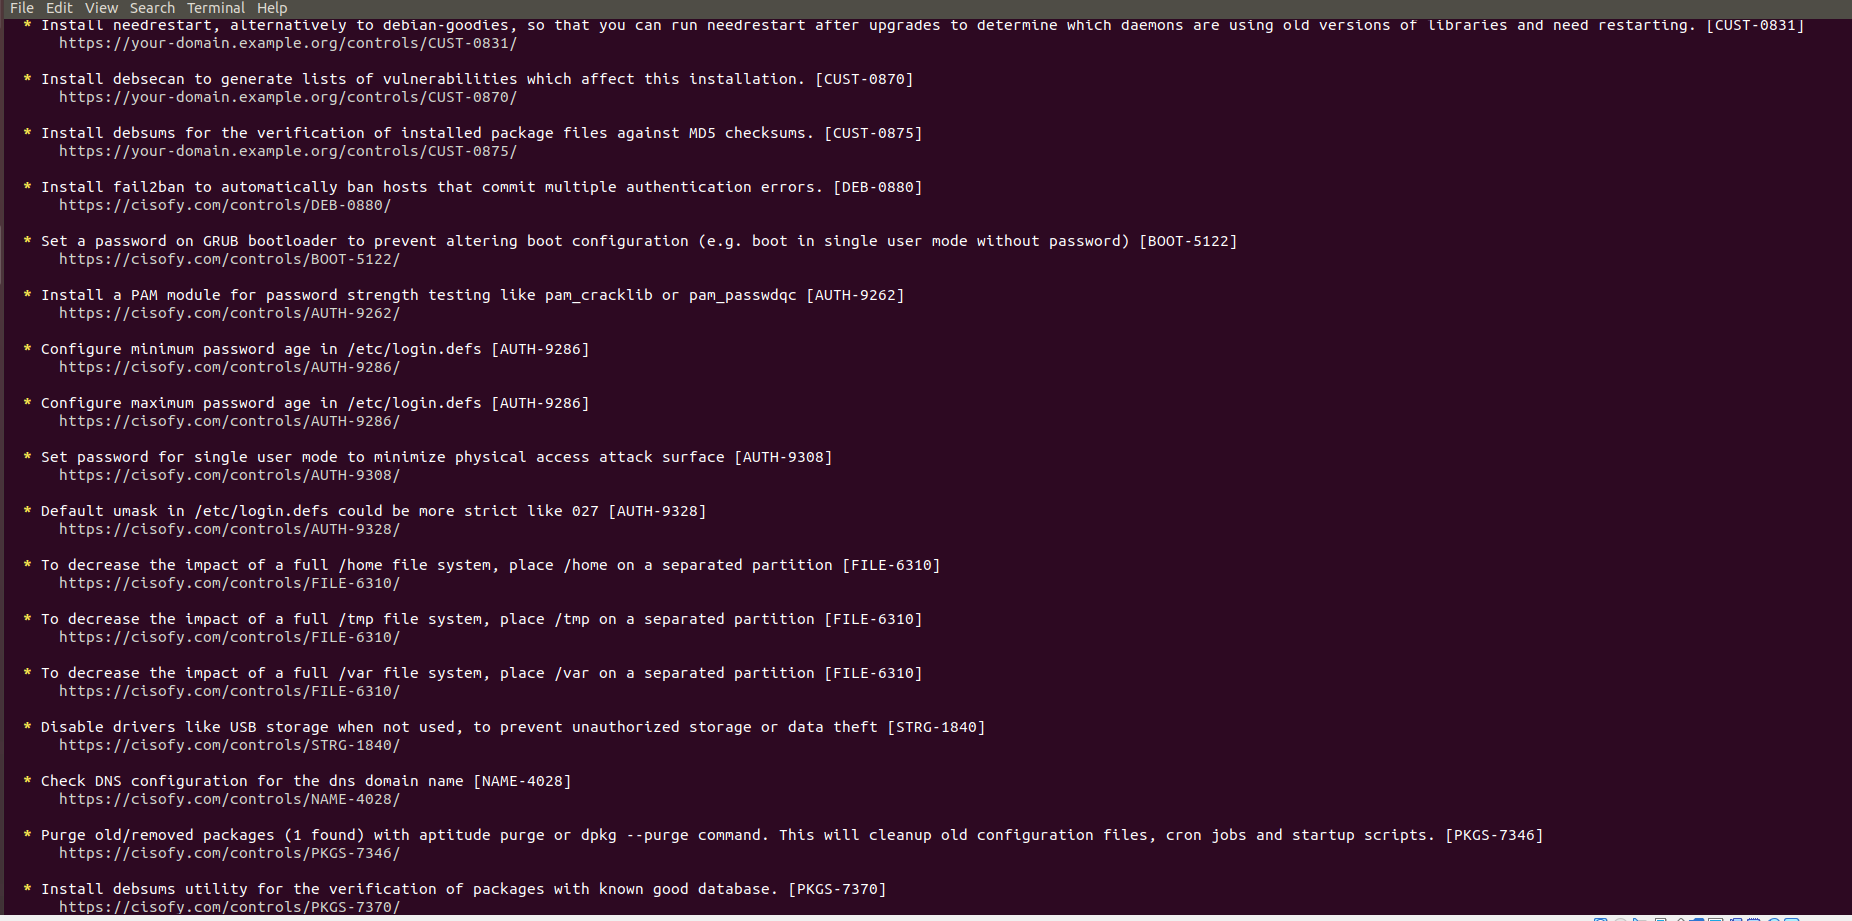 File Edit View Search Terminal Help
* Install needrestart, alternatively to debian-goodies, so that you can run needrestart after upgrades to determine which daemons are using old versions of libraries and need restarting. [CUST-0831]
https://your-domain.example.org/controls/CUST-0831/
* Install debsecan to generate lists of vulnerabilities which affect this installation. [CUST-0870]
https://your-domain.example.org/controls/CUST-0870/
* Install debsums for the verification of installed package files against MD5 checksums. [CUST-0875]
https://your-domain.example.org/controls/CUST-0875/
* Install fail2ban to automatically ban hosts that commit multiple authentication errors. [DEB-0880]
https://cisofy.com/controls/DEB-0880/
* Set a password on GRUB bootloader to prevent altering boot configuration (e.g. boot in single user mode without password) [BOOT-5122]
https://cisofy.com/controls/BOOT-5122/
* Install a PAM module for password strength testing like pam_cracklib or pam_passwdqc [AUTH-9262]
https://cisofy.com/controls/AUTH-9262/
* Configure minimum password age in /etc/login.defs [AUTH-9286]
https://cisofy.com/controls/AUTH-9286/
* Configure maximum password age in /etc/login.defs [AUTH-9286]
https://cisofy.com/controls/AUTH-9286/
* Set password for single user mode to minimize physical access attack surface [AUTH-9308]
https://cisofy.com/controls/AUTH-9308/
* Default umask in /etc/login.defs could be more strict like 027 [AUTH-9328]
https://cisofy.com/controls/AUTH-9328/
* To decrease the impact of a full /home file system, place /home on a separated partition [FILE-6310]
https://cisofy.com/controls/FILE-6310/
* To decrease the impact of a full /tmp file system, place /tmp on a separated partition [FILE-6310]
https://cisofy.com/controls/FILE-6310/
* To decrease the impact of a full /var file system, place /var on a separated partition [FILE-6310]
https://cisofy.com/controls/FILE-6310/
* Disable drivers like USB storage when not used, to prevent unauthorized storage or data theft [STRG-1840]
https://cisofy.com/controls/STRG-1840/
* Check DNS configuration for the dns domain name [NAME-4028]
https://cisofy.com/controls/NAME-4028/
* Purge old/removed packages (1 found) with aptitude purge or dpkg --purge command. This will cleanup old configuration files, cron jobs and startup scripts. [PKGS-7346]
https://cisofy.com/controls/PKGS-7346/
* Install debsums utility for the verification of packages with known good database. [PKGS-7370]
https://cisofy.com/controls/PKGS-7370/